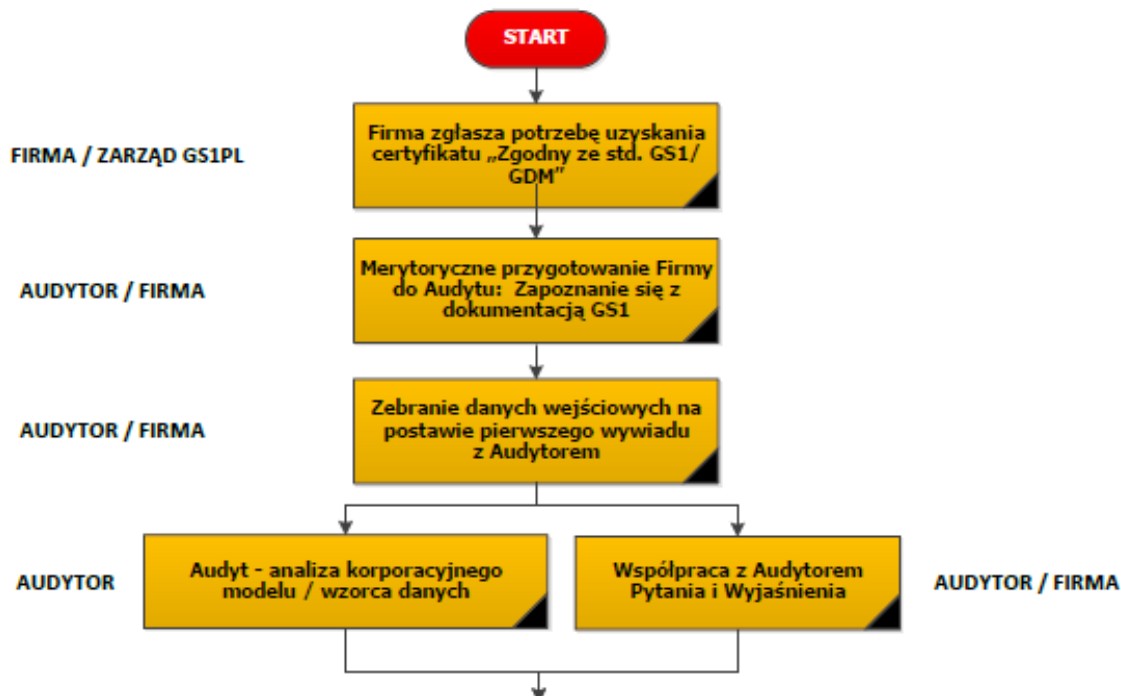 START
FIRMA / ZARZĄD GS1PL
Firma zgłasza potrzebę uzyskania
certyfikatu „Zgodny ze std. GS1/
GDM”
AUDYTOR / FIRMA
Merytoryczne przygotowanie Firmy
do Audytu: Zapoznanie się z
dokumentacją GS1
AUDYTOR / FIRMA
Zebranie danych wejściowych na
postawie pierwszego wywiadu
z Audytorem
AUDYTOR
Audyt - analiza korporacyjnego
modelu / wzorca danych
Współpraca z Audytorem
Pytania i Wyjaśnienia
AUDYTOR / FIRMA